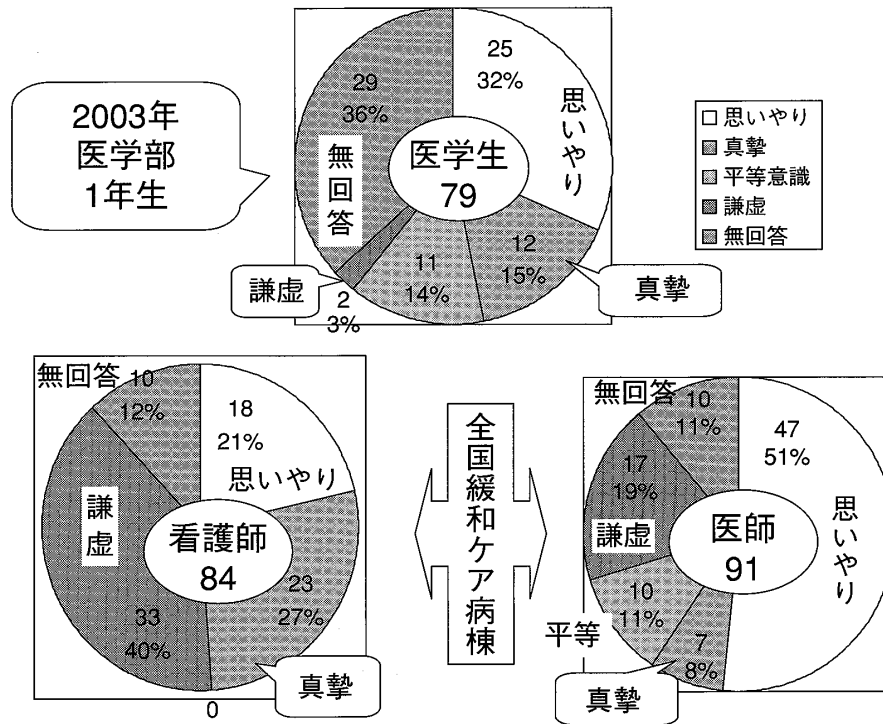 2003年
医学部
1年生
25
32%
思いやり
29
36%
無回答
医学生
79
12
15%
真摯
11
14%
謙虚
2
3%
思いやり
真摯
平等意識
謙虚
無回答
無回答
10
12%
18
21%
思いやり
謙虚
看護師
84
23
27%
33
40%
真摯
0
全国緩和ケア病棟
無回答
10
11%
47
51%
思いやり
17
19%
謙虚
医師
91
10
11%
平等
7
8%
真摯